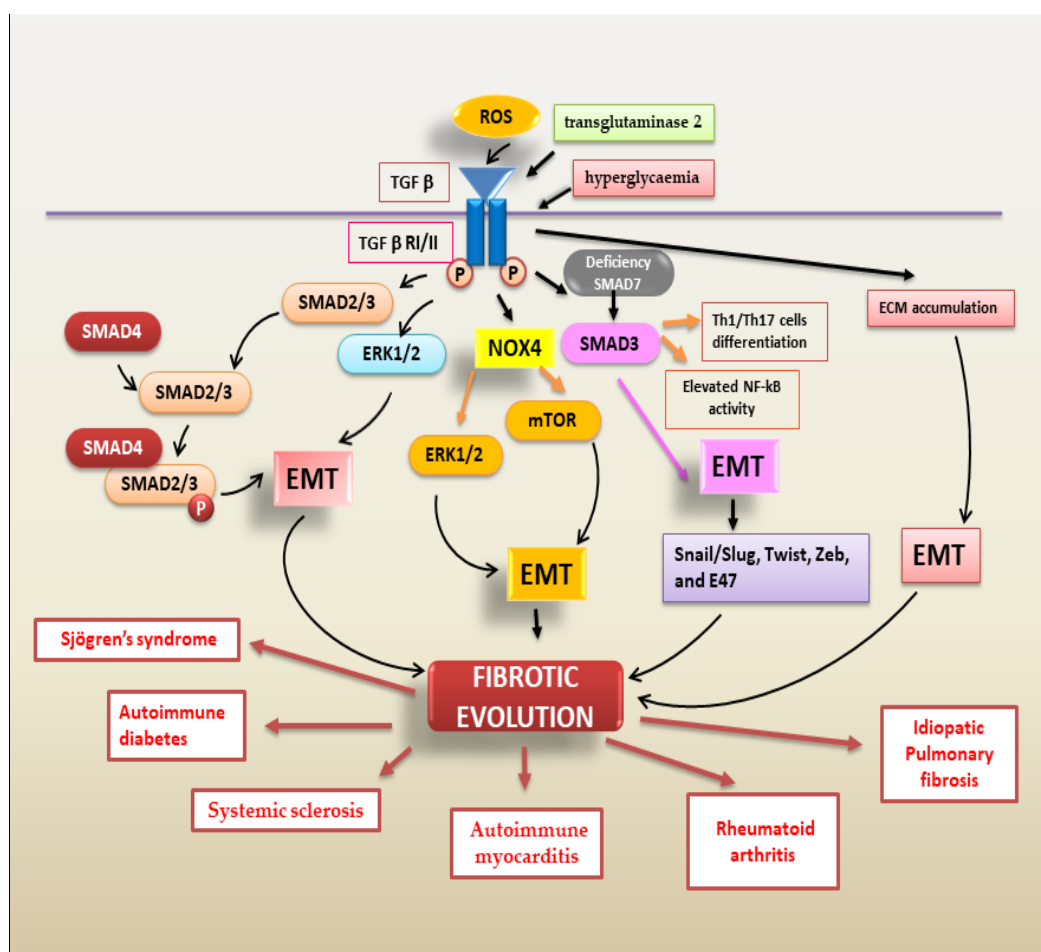 ROS
transglutaminase 2
TGF β
hyperglycaemia
TGF β RI/II
P
P
Deficiency
SMAD7
SMAD2/3
ECM accumulation
SMAD4
ERK1/2
NOX4
SMAD3
Th1/Th17 cells
differentiation
SMAD2/3
Elevated NF-kB
activity
mTOR
SMAD4
SMAD2/3
P
EMT
ERK1/2
EMT
EMT
Snail/Slug, Twist, Zeb,
and E47
EMT
Sjögren’s syndrome
FIBROTIC
EVOLUTION
Autoimmune
diabetes
Idiopatic
Pulmonary
fibrosis
Systemic sclerosis
Autoimmune
myocarditis
Rheumatoid
arthritis